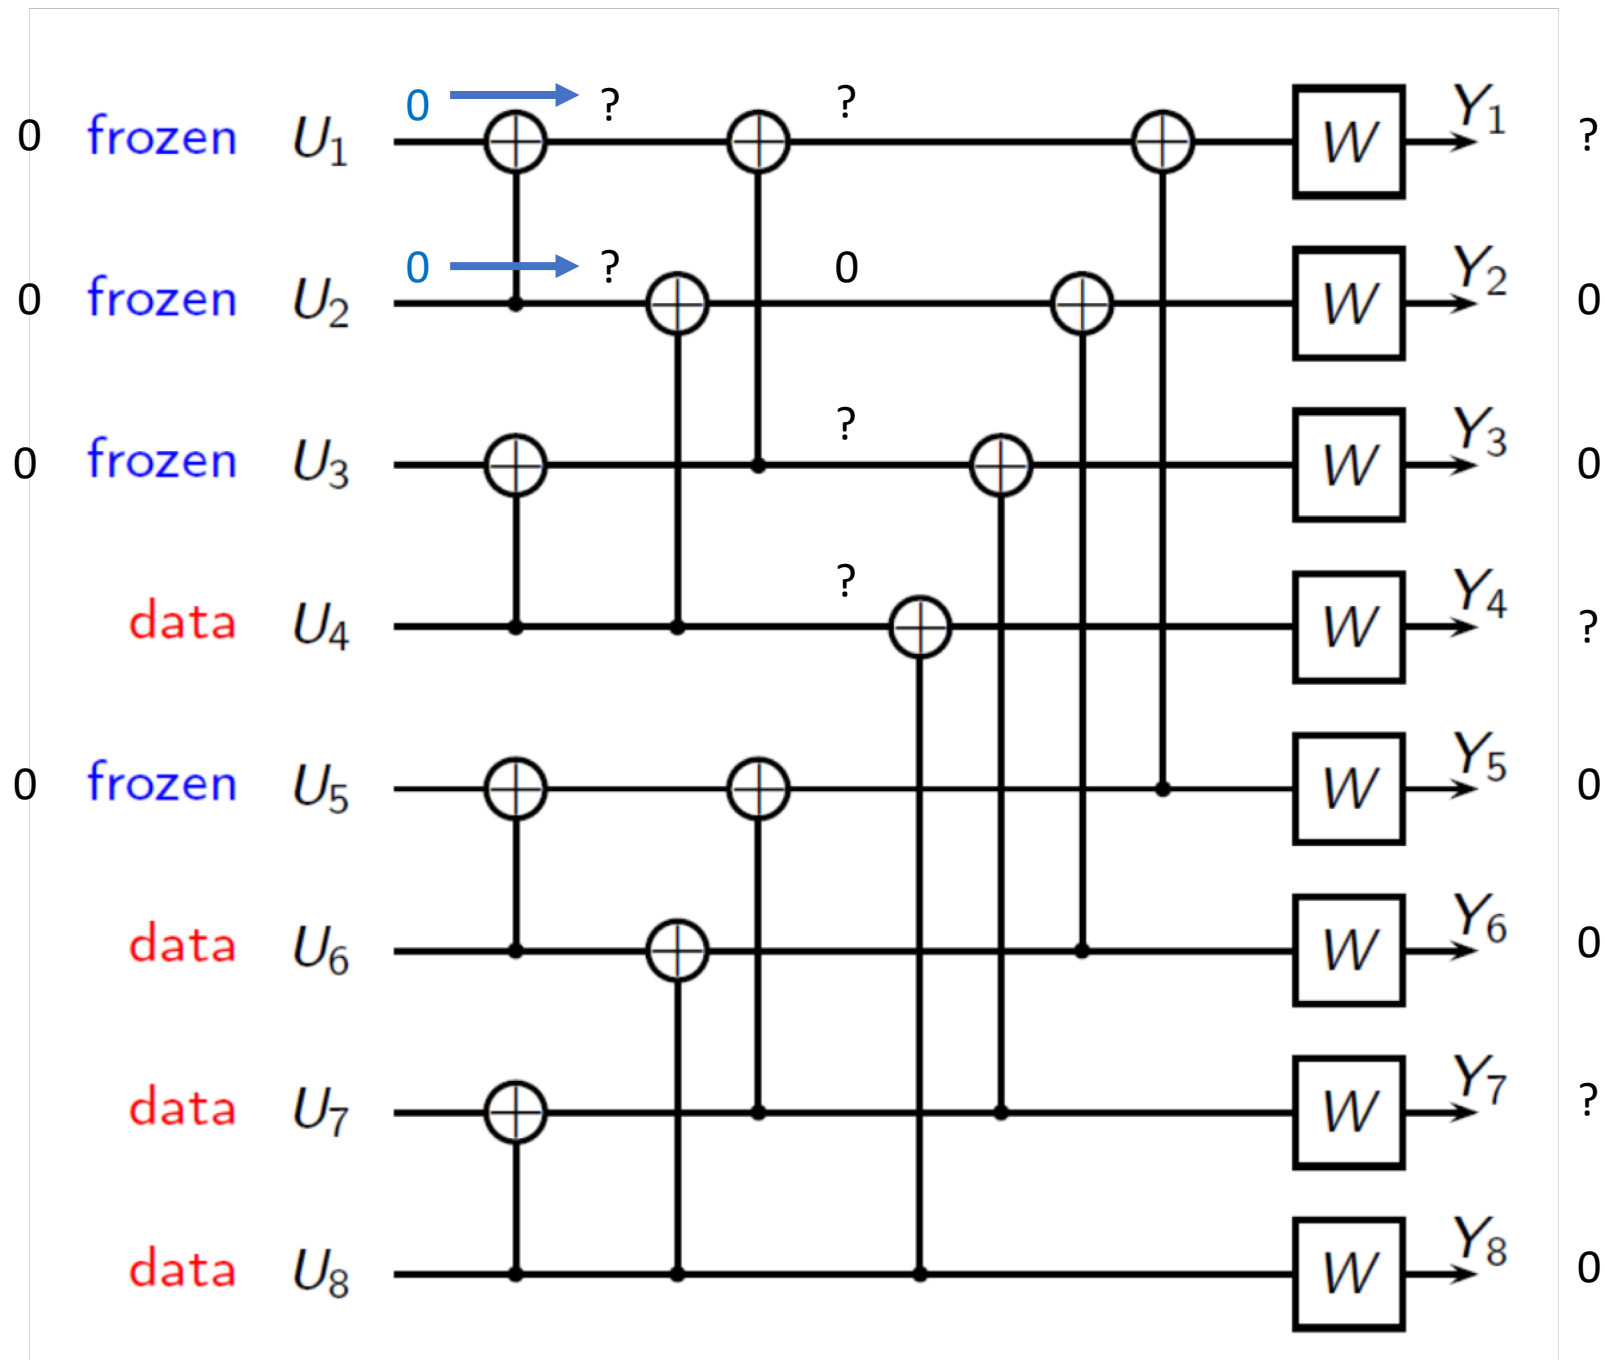 0 → ? ?
0 frozen U₁ W Y₁ ?
0 → ? 0
0 frozen U₂ W Y₂ 0
?
0 frozen U₃ W Y₃ 0
?
data U₄ W Y₄ ?
0 frozen U₅ W Y₅ 0
data U₆ W Y₆ 0
data U₇ W Y₇ ?
data U₈ W Y₈ 0